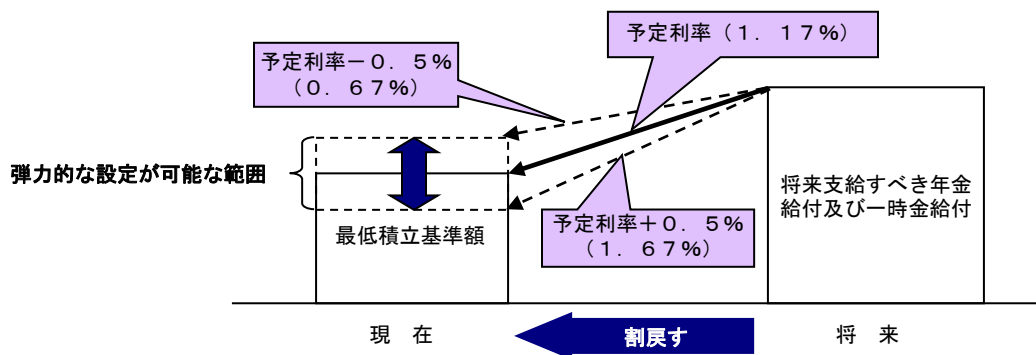 予定利率（１．１７％）
予定利率－０．５％
（０．６７％）
弾力的な設定が可能な範囲
将来支給すべき年金
給付及び一時金給付
最低積立基準額
予定利率＋０．５％
（１．６７％）
現 在
割戻す
将 来